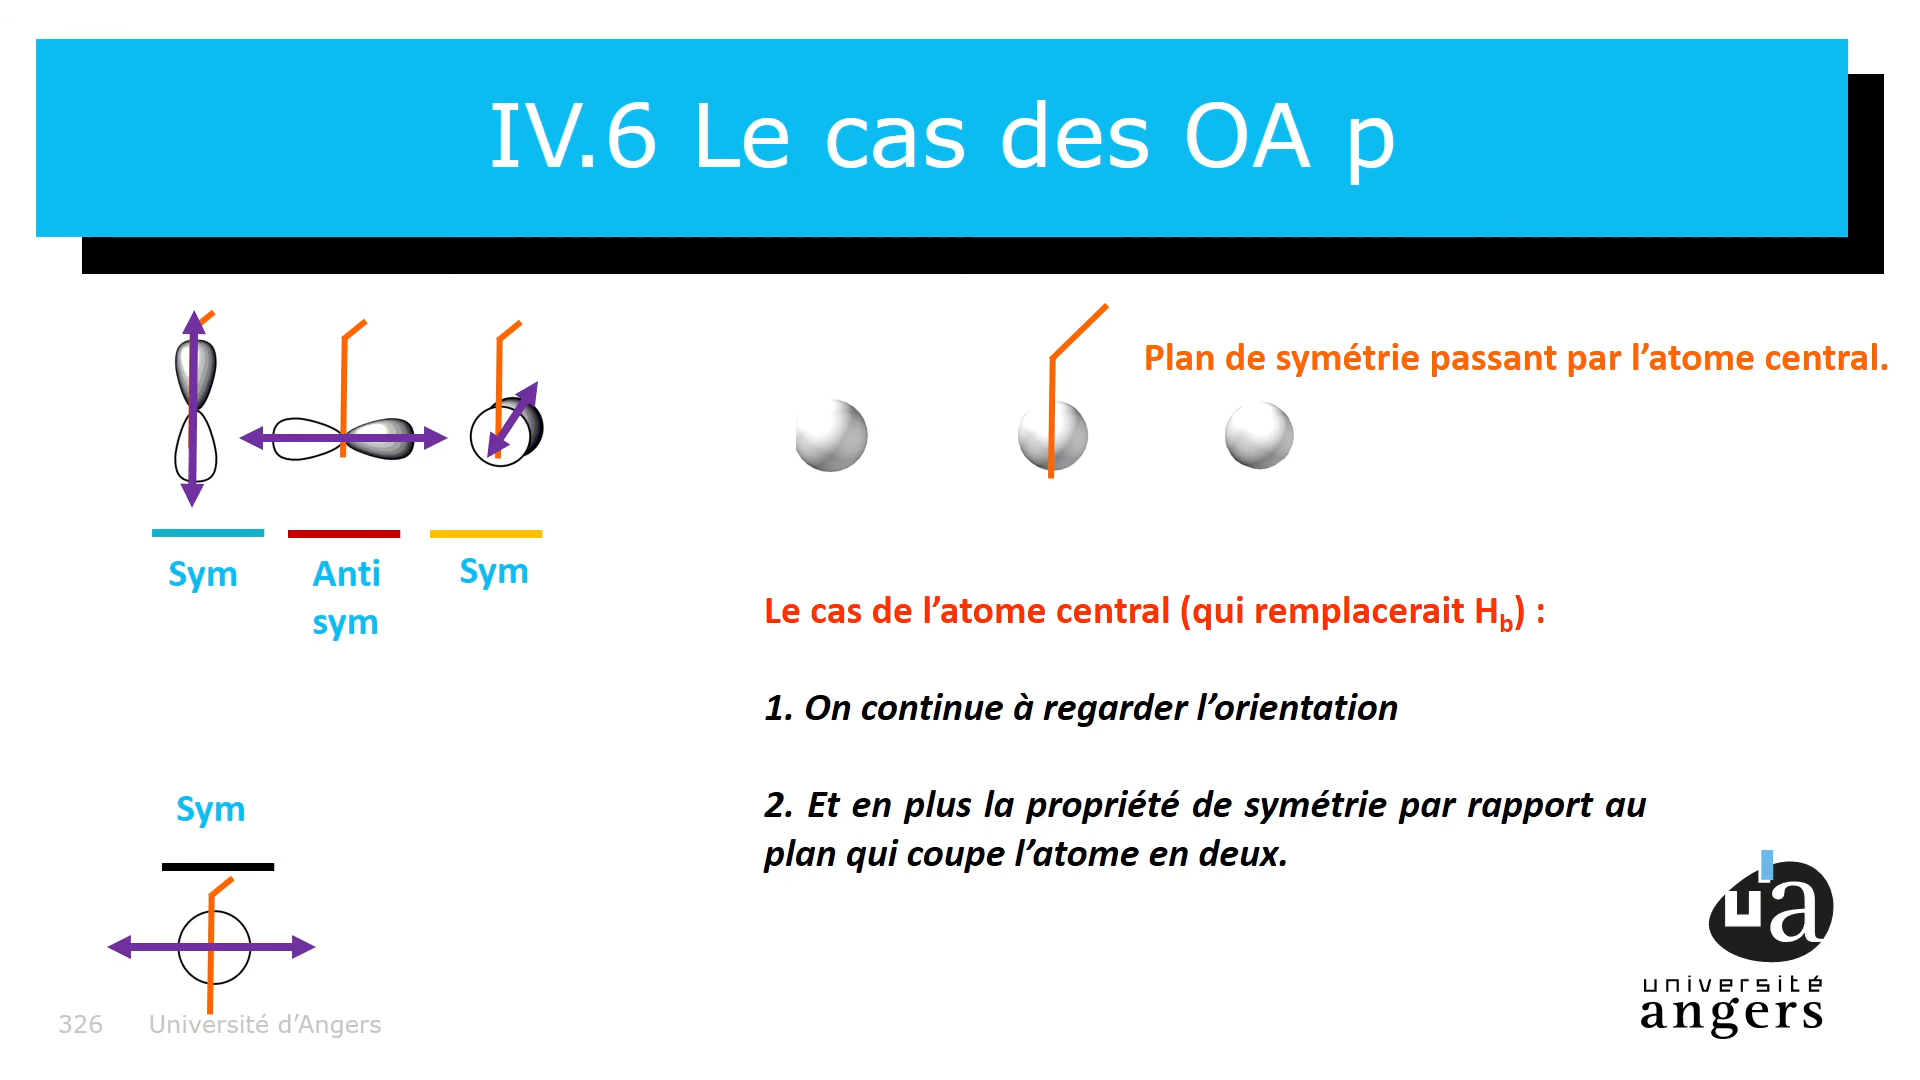 IV.6 Le cas des OA p
Plan de symétrie passant par l’atome central.
Sym
Anti
sym
Sym
Le cas de l’atome central (qui remplacerait Hb) :
1. On continue à regarder l’orientation
2. Et en plus la propriété de symétrie par rapport au
plan qui coupe l’atome en deux.
Sym
326 Université d’Angers
ua
université
angers